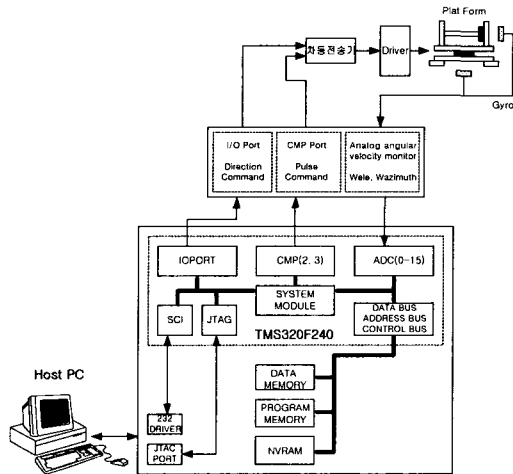 Plat Form
차동전송기
Driver
Gyro
I/O Port
Direction
Command
CMP Port
Pulse
Command
Analog angular
velocity monitor
Wele, Wazimuth
IOPORT
CMP(2, 3)
ADC(0-15)
SYSTEM
MODULE
SCI
JTAG
DATA BUS
ADDRESS BUS
CONTROL BUS
TMS320F240
Host PC
DATA
MEMORY
PROGRAM
MEMORY
NVRAM
232
DRIVER
JTAC
PORT